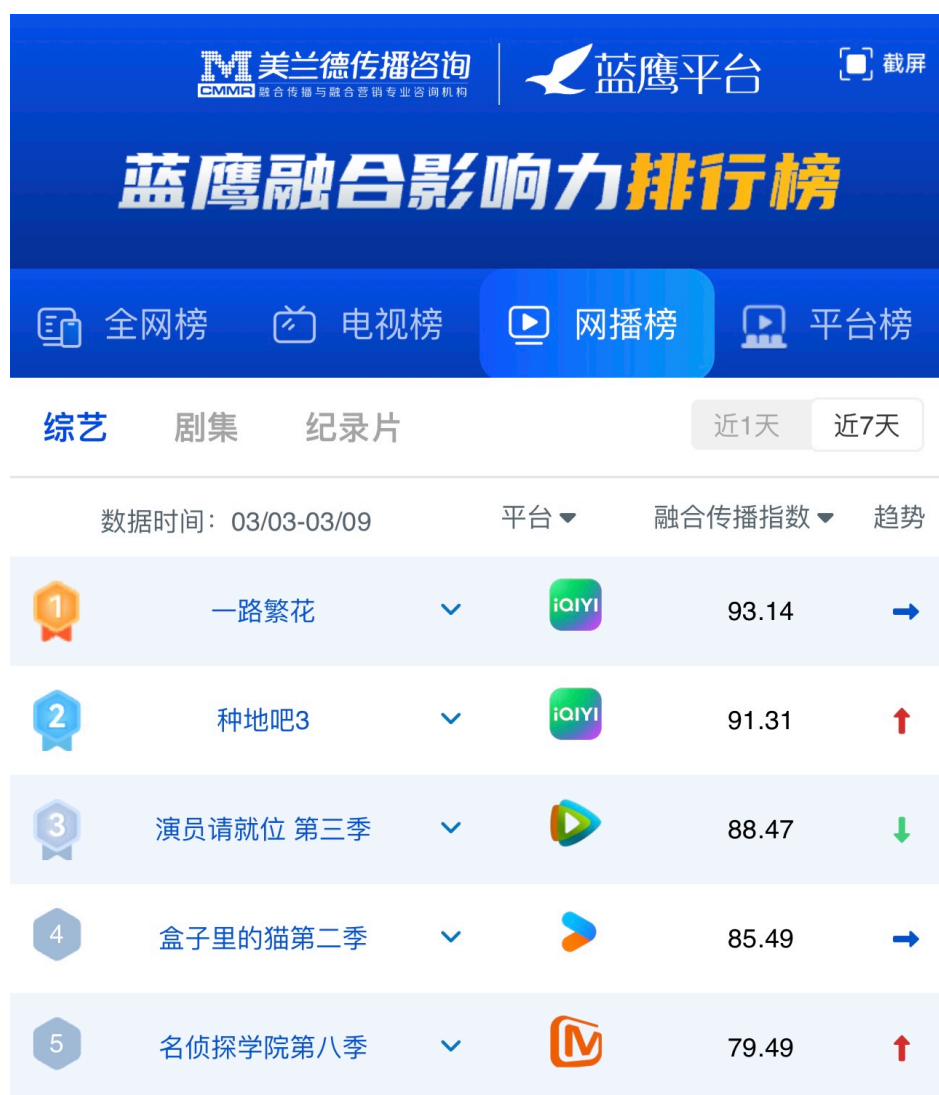 美兰德传播咨询
CMMR 融合传播与融合营销专业咨询机构
蓝鹰平台
截屏
蓝鹰融合影响力排行榜
全网榜 电视榜 网播榜 平台榜
综艺 剧集 纪录片 近1天 近7天
数据时间：03/03-03/09 平台 融合传播指数 趋势
1 一路繁花 iQIYI 93.14
2 种地吧3 iQIYI 91.31
3 演员请就位 第三季 88.47
4 盒子里的猫第二季 85.49
5 名侦探学院第八季 79.49